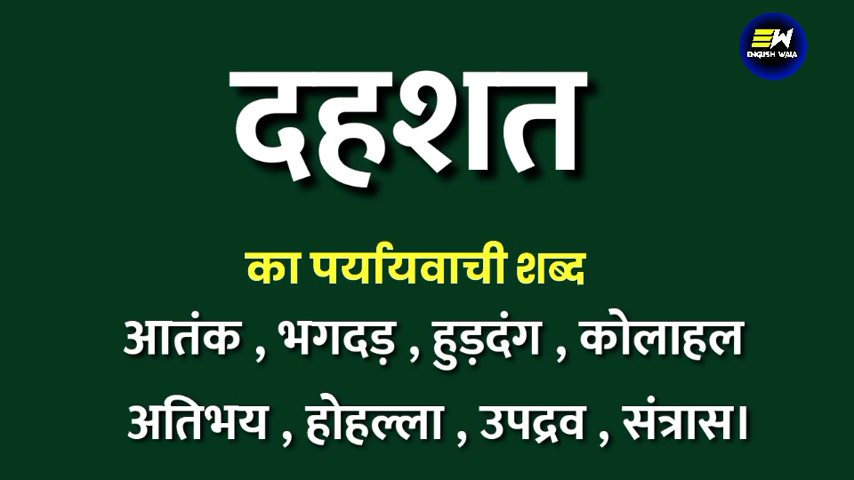 EW
ENGLISH WALA
दहशत
का पर्यायवाची शब्द
आतंक , भगदड़ , हुड़दंग , कोलाहल
अतिभय , होहल्ला , उपद्रव , संत्रास।